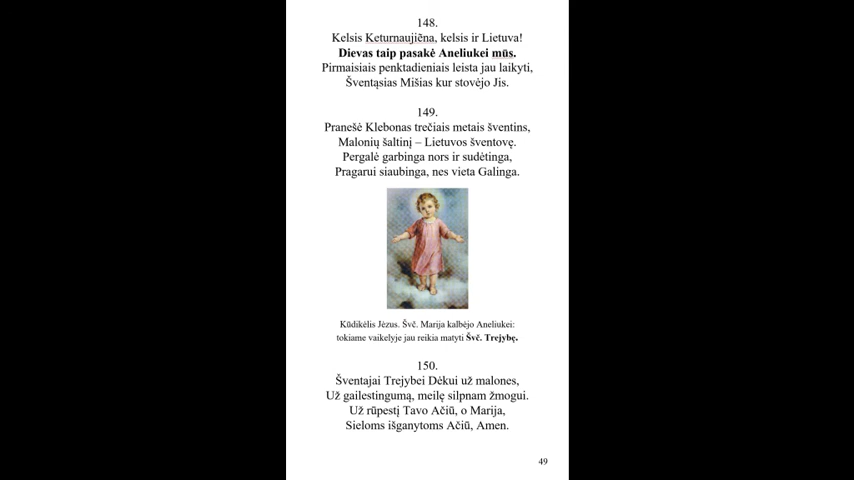 148.
Kelsis Keturnaujiẽna, kelsis ir Lietuva!
Dievas taip pasakė Aneliukei mūs.
Pirmaisiais penktadieniais leista jau laikyti,
Šventąsias Mišias kur stovėjo Jis.
149.
Pranešė Klebonas trečiais metais šventins,
Malonių šaltinį – Lietuvos šventovę.
Pergalė garbinga nors ir sudėtinga,
Pragarui siaubinga, nes vieta Galinga.
Kūdikėlis Jėzus. Švč. Marija kalbėjo Aneliukei:
tokiame vaikelyje jau reikia matyti Švč. Trejybę.
150.
Šventajai Trejybei Dėkui už malones,
Už gailestingumą, meilę silpnam žmogui.
Už rūpestį Tavo Ačiū, o Marija,
Sieloms išganytoms Ačiū, Amen.
49